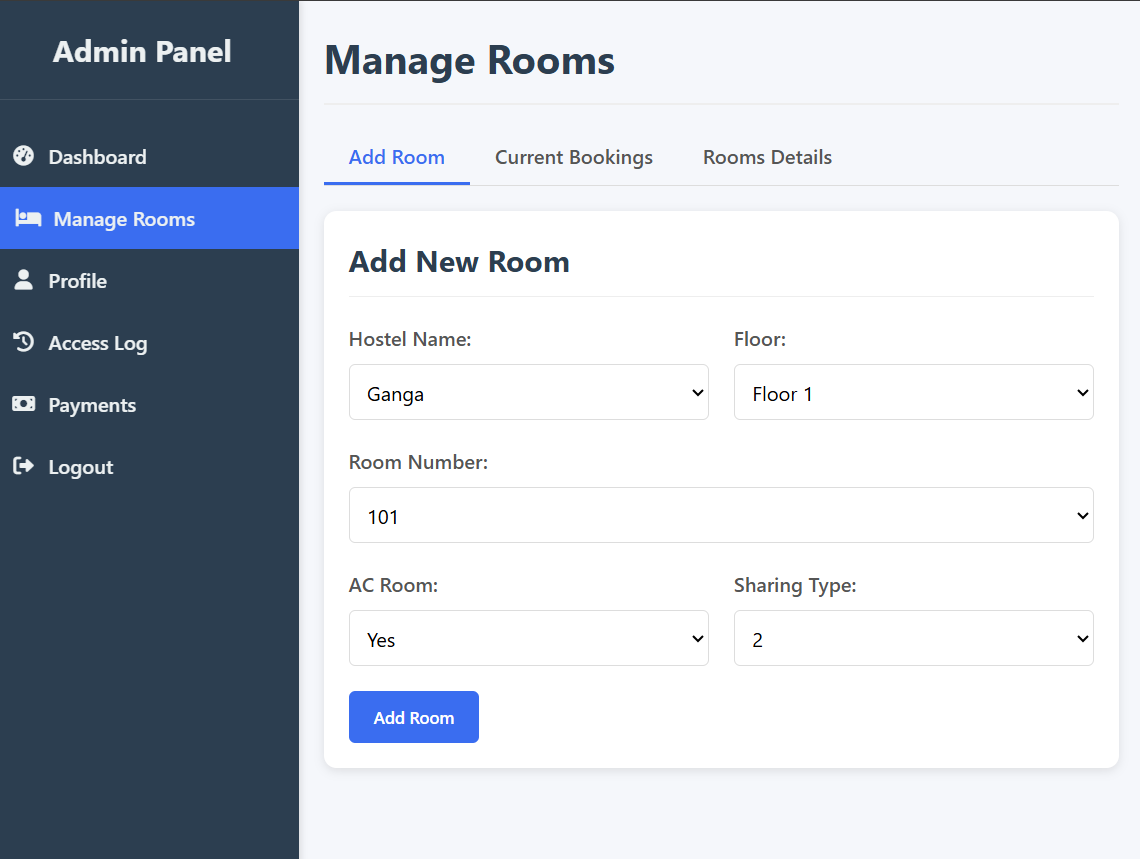 Admin Panel
Dashboard
Manage Rooms
Profile
Access Log
Payments
Logout
Manage Rooms
Add Room Current Bookings Rooms Details
Add New Room
Hostel Name: Floor:
Ganga Floor 1
Room Number:
101
AC Room: Sharing Type:
Yes 2
Add Room